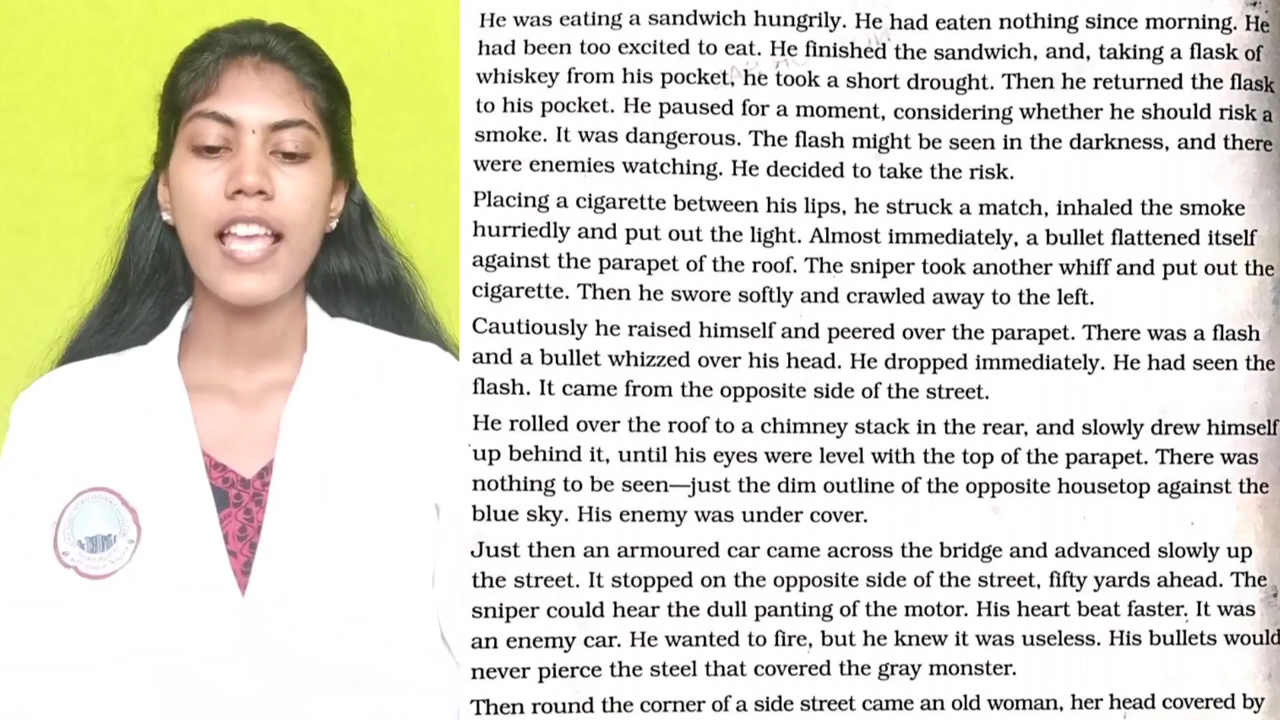 He was eating a sandwich hungrily. He had eaten nothing since morning. He
had been too excited to eat. He finished the sandwich, and, taking a flask of
whiskey from his pocket, he took a short drought. Then he returned the flask
to his pocket. He paused for a moment, considering whether he should risk a
smoke. It was dangerous. The flash might be seen in the darkness, and there
were enemies watching. He decided to take the risk.
Placing a cigarette between his lips, he struck a match, inhaled the smoke
hurriedly and put out the light. Almost immediately, a bullet flattened itself
against the parapet of the roof. The sniper took another whiff and put out the
cigarette. Then he swore softly and crawled away to the left.
Cautiously he raised himself and peered over the parapet. There was a flash
and a bullet whizzed over his head. He dropped immediately. He had seen the
flash. It came from the opposite side of the street.
He rolled over the roof to a chimney stack in the rear, and slowly drew himself
up behind it, until his eyes were level with the top of the parapet. There was
nothing to be seen—just the dim outline of the opposite housetop against the
blue sky. His enemy was under cover.
Just then an armoured car came across the bridge and advanced slowly up
the street. It stopped on the opposite side of the street, fifty yards ahead. The
sniper could hear the dull panting of the motor. His heart beat faster. It was
an enemy car. He wanted to fire, but he knew it was useless. His bullets would
never pierce the steel that covered the gray monster.
Then round the corner of a side street came an old woman, her head covered by